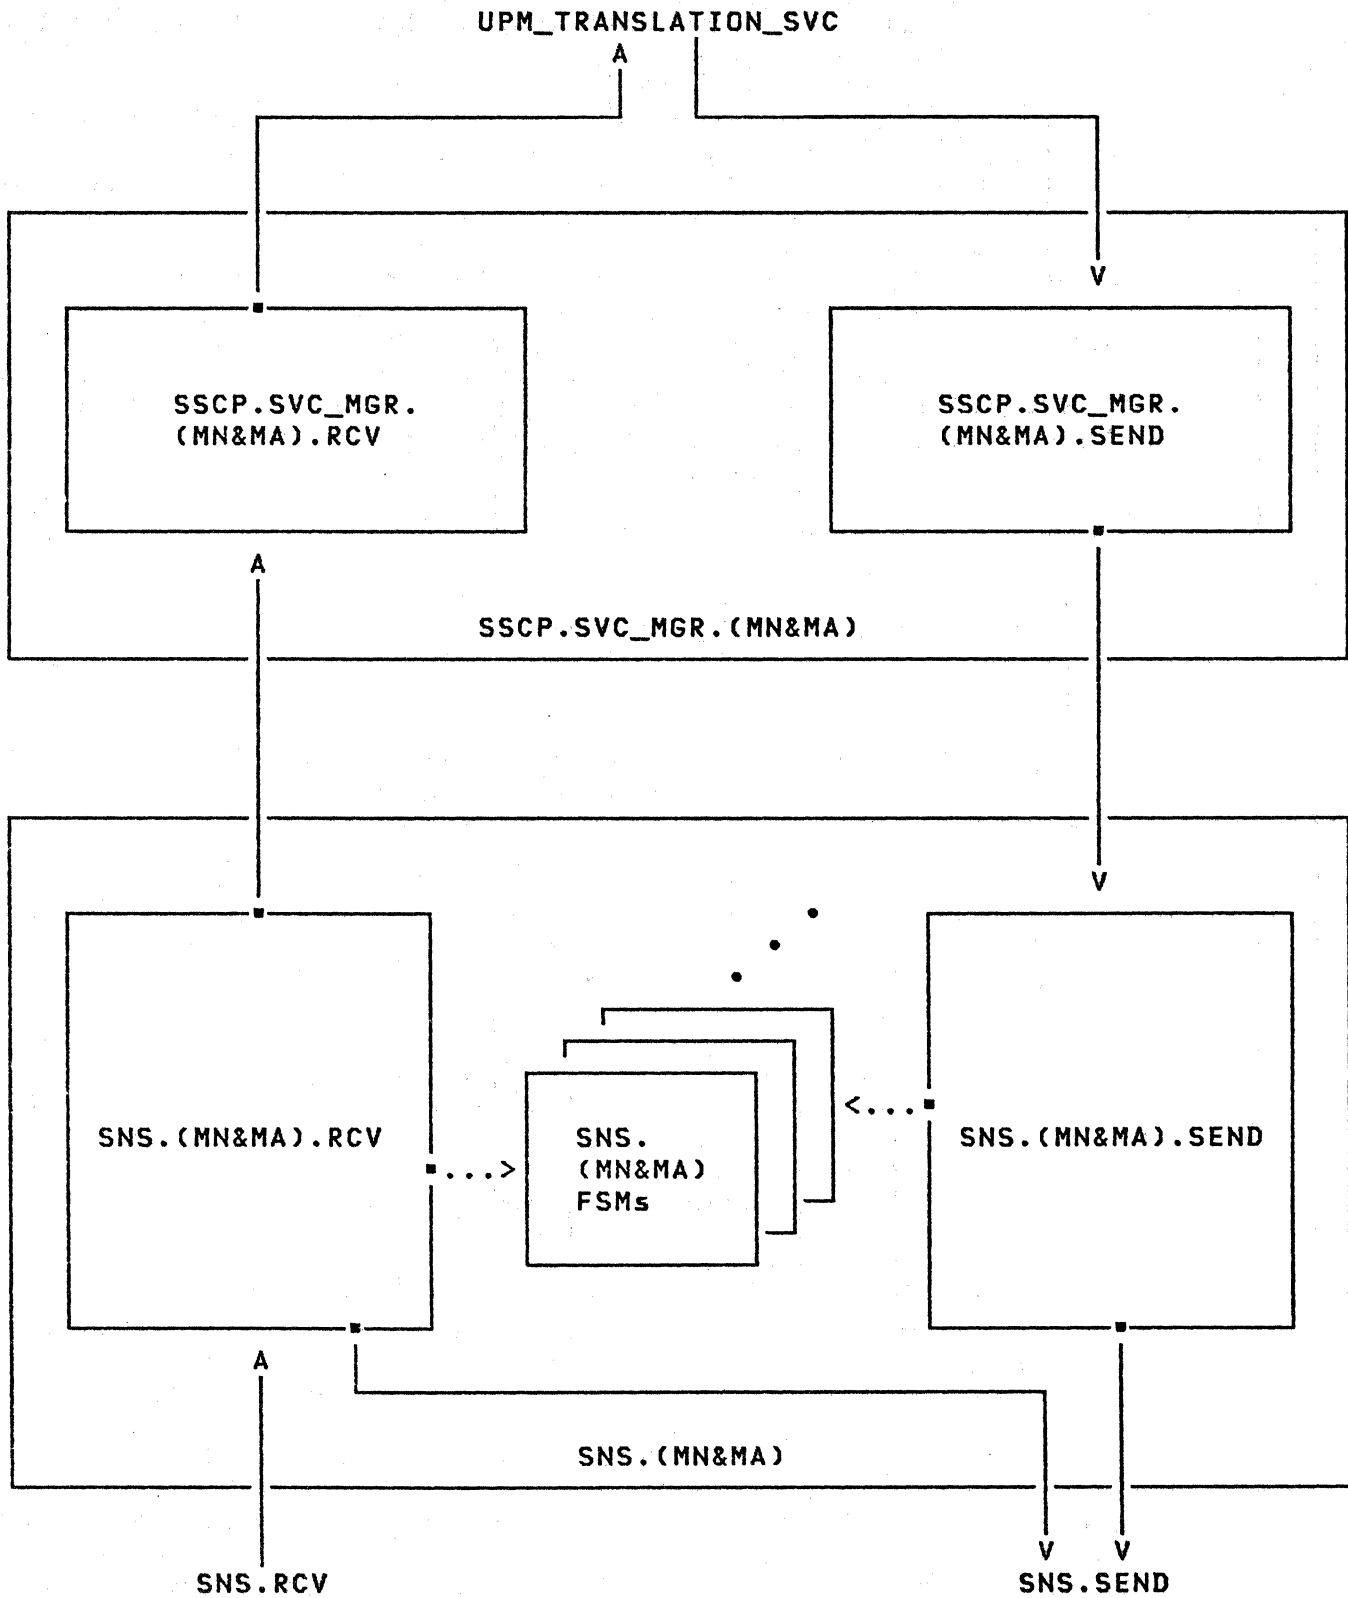 UPM_TRANSLATION_SVC
SSCP.SVC_MGR.
(MN&MA).RCV
SSCP.SVC_MGR.
(MN&MA).SEND
SSCP.SVC_MGR.(MN&MA)
SNS.(MN&MA).RCV
SNS.
(MN&MA)
FSMs
SNS.(MN&MA).SEND
SNS.(MN&MA)
SNS.RCV
SNS.SEND